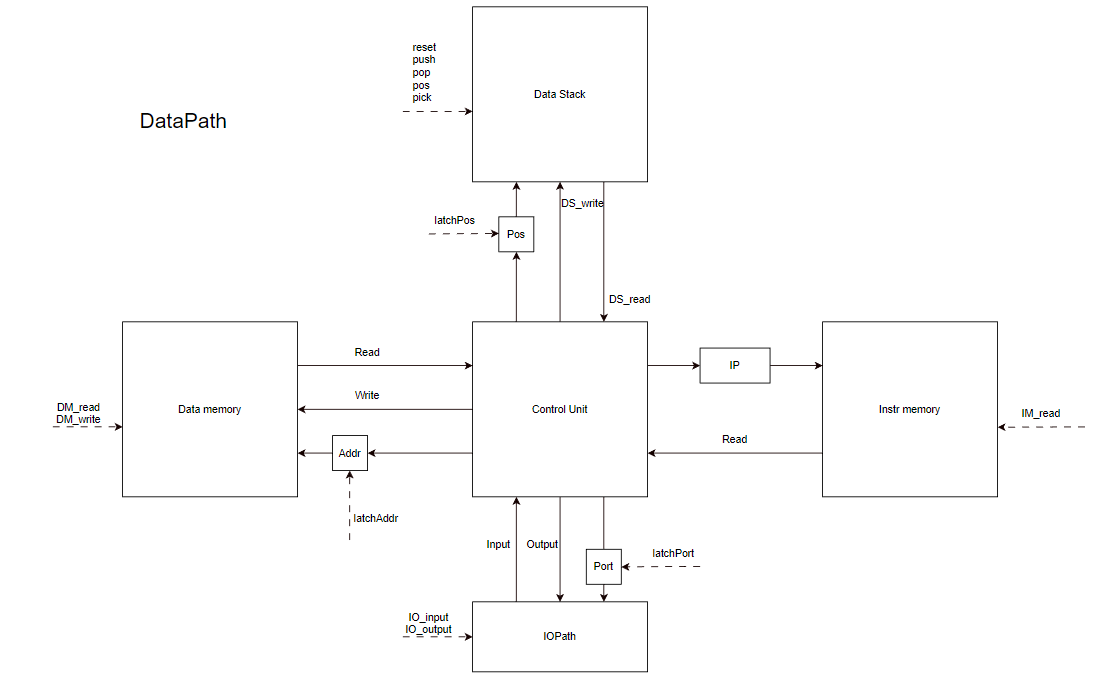 reset
push
pop
pos
pick
Data Stack
DataPath
DS_write
latchPos
Pos
DS_read
Read
IP
Write
Data memory
Control Unit
Instr memory
DM_read
DM_write
IM_read
Read
Addr
latchAddr
Input
Output
latchPort
Port
IO_input
IO_output
IOPath